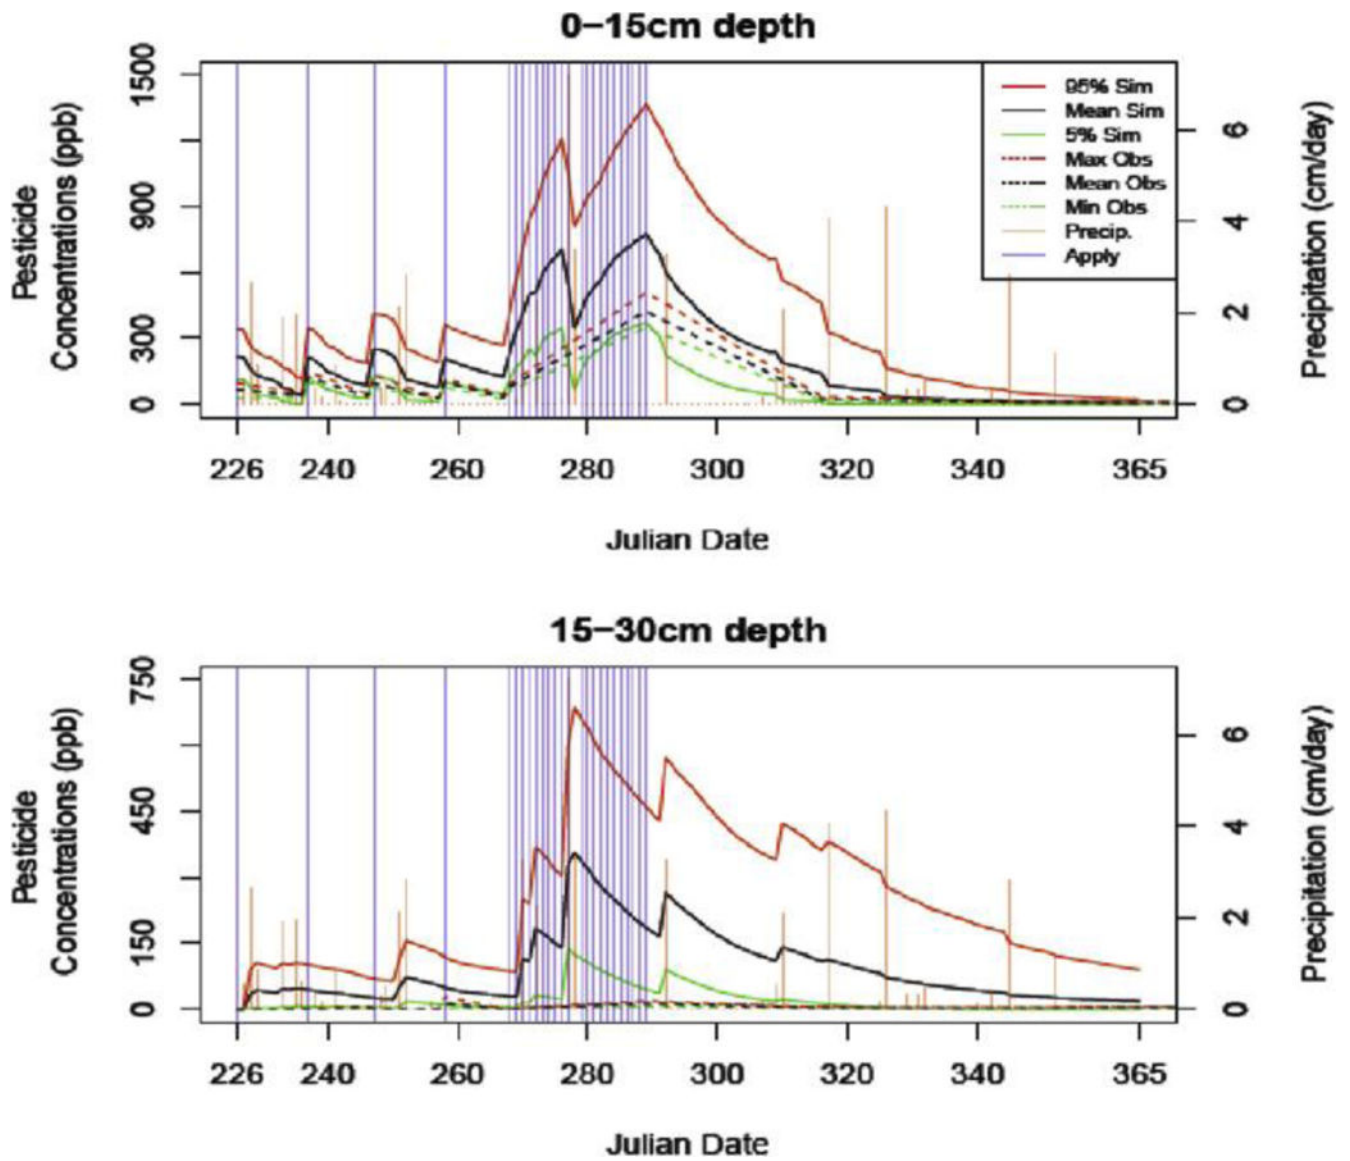 0−15cm depth
Pesticide
Concentrations (ppb)
1500
900
300
0
95% Sim
Mean Sim
5% Sim
Max Obs
Mean Obs
Min Obs
Precip.
Apply
6
4
2
0
Precipitation (cm/day)
226 240 260 280 300 320 340 365
Julian Date
15−30cm depth
Pesticide
Concentrations (ppb)
750
450
150
0
6
4
2
0
Precipitation (cm/day)
226 240 260 280 300 320 340 365
Julian Date